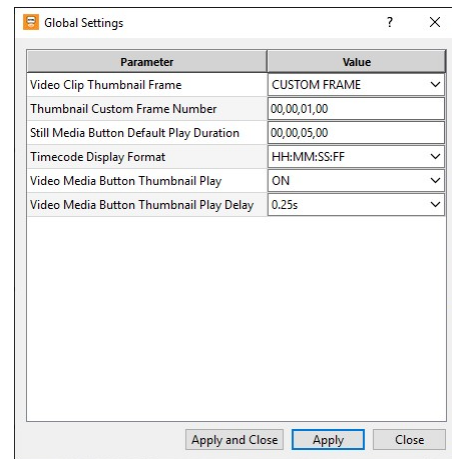 Global Settings ?
Parameter Value
Video Clip Thumbnail Frame CUSTOM FRAME
Thumbnail Custom Frame Number 00,00,01,00
Still Media Button Default Play Duration 00,00,05,00
Timecode Display Format HH:MM:SS:FF
Video Media Button Thumbnail Play ON
Video Media Button Thumbnail Play Delay 0.25s
Apply and Close Apply Close